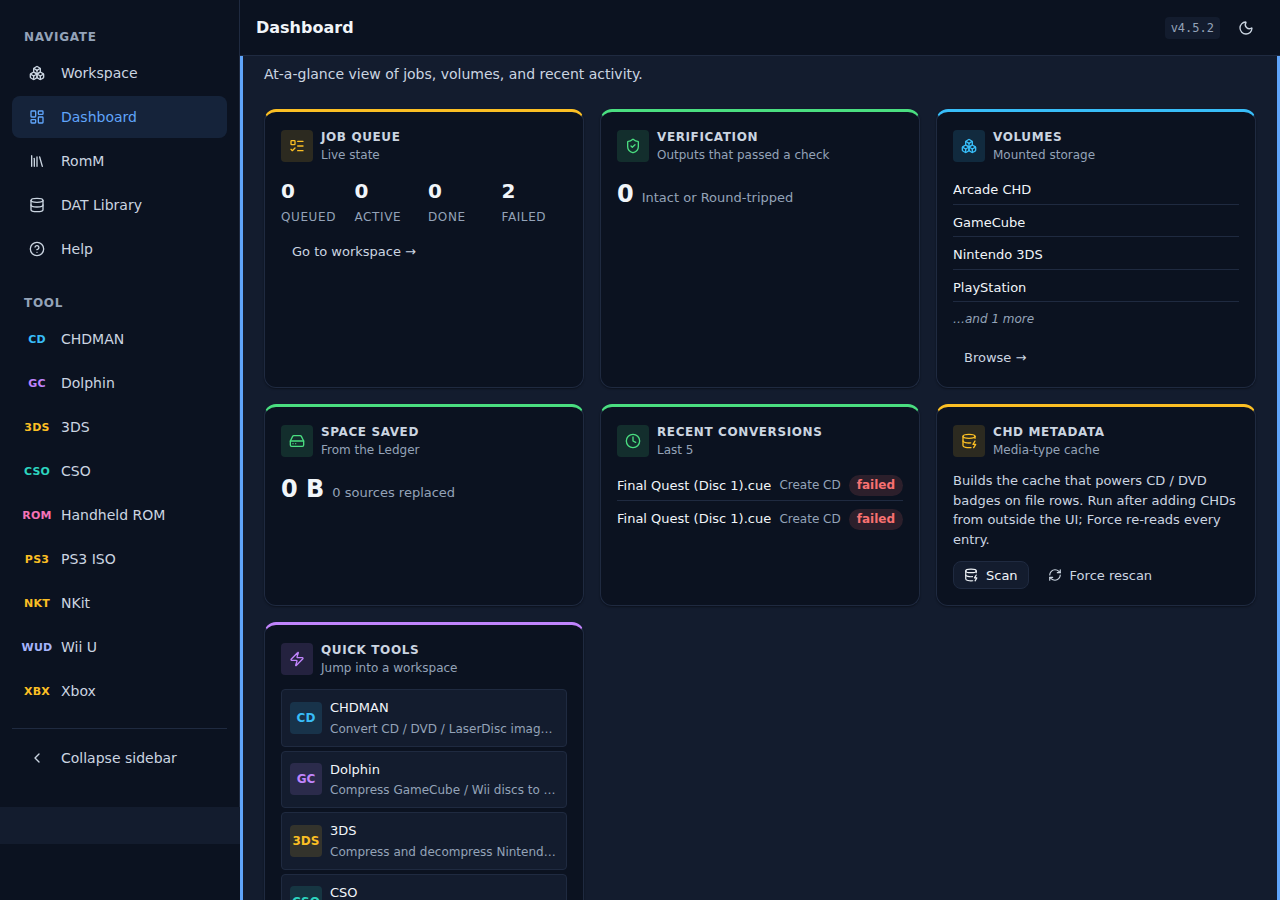 NAVIGATE
Workspace
Dashboard
RomM
DAT Library
Help
TOOL
CD CHDMAN
GC Dolphin
3DS 3DS
CSO CSO
ROM Handheld ROM
PS3 PS3 ISO
NKT NKit
WUD Wii U
XBX Xbox
Collapse sidebar
Dashboard
v4.5.2
At-a-glance view of jobs, volumes, and recent activity.
JOB QUEUE
Live state
0 0 0 2
QUEUED ACTIVE DONE FAILED
Go to workspace →
VERIFICATION
Outputs that passed a check
0 Intact or Round-tripped
VOLUMES
Mounted storage
Arcade CHD
GameCube
Nintendo 3DS
PlayStation
…and 1 more
Browse →
SPACE SAVED
From the Ledger
0 B 0 sources replaced
RECENT CONVERSIONS
Last 5
Final Quest (Disc 1).cue Create CD failed
Final Quest (Disc 1).cue Create CD failed
CHD METADATA
Media-type cache
Builds the cache that powers CD / DVD
badges on file rows. Run after adding CHDs
from outside the UI; Force re-reads every
entry.
Scan Force rescan
QUICK TOOLS
Jump into a workspace
CD CHDMAN
Convert CD / DVD / LaserDisc imag…
GC Dolphin
Compress GameCube / Wii discs to …
3DS 3DS
Compress and decompress Nintend…
CSO CSO